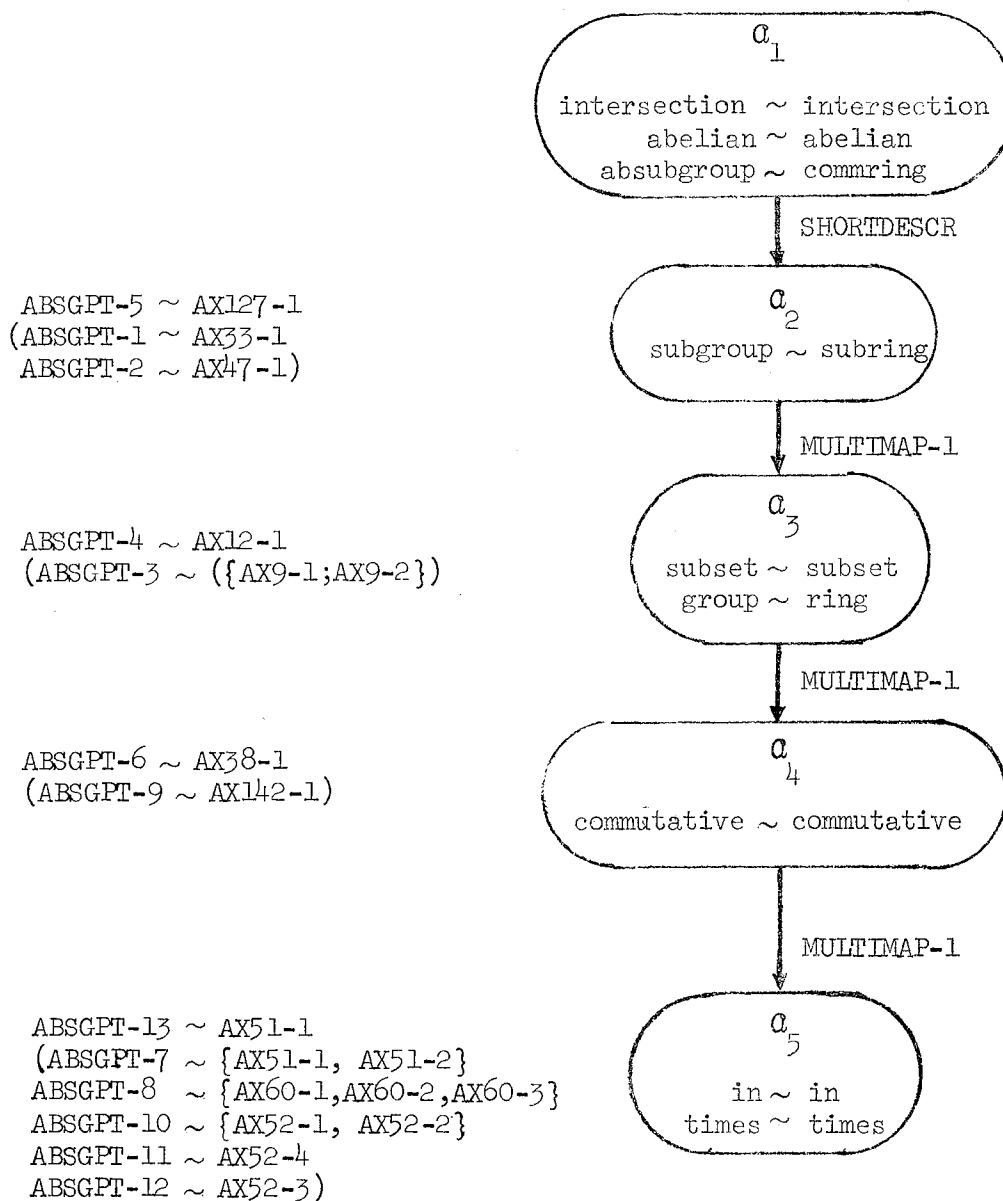 𝒶1
intersection ~ intersection
abelian ~ abelian
absubgroup ~ commring
SHORTDESCR
ABSGPT-5 ~ AX127-1
(ABSGPT-1 ~ AX33-1
ABSGPT-2 ~ AX47-1)
𝒶2
subgroup ~ subring
MULTIMAP-1
ABSGPT-4 ~ AX12-1
(ABSGPT-3 ~ ({AX9-1;AX9-2})
𝒶3
subset ~ subset
group ~ ring
MULTIMAP-1
ABSGPT-6 ~ AX38-1
(ABSGPT-9 ~ AX142-1)
𝒶4
commutative ~ commutative
MULTIMAP-1
ABSGPT-13 ~ AX51-1
(ABSGPT-7 ~ {AX51-1, AX51-2}
ABSGPT-8 ~ {AX60-1,AX60-2,AX60-3}
ABSGPT-10 ~ {AX52-1, AX52-2}
ABSGPT-11 ~ AX52-4
ABSGPT-12 ~ AX52-3)
𝒶5
in ~ in
times ~ times